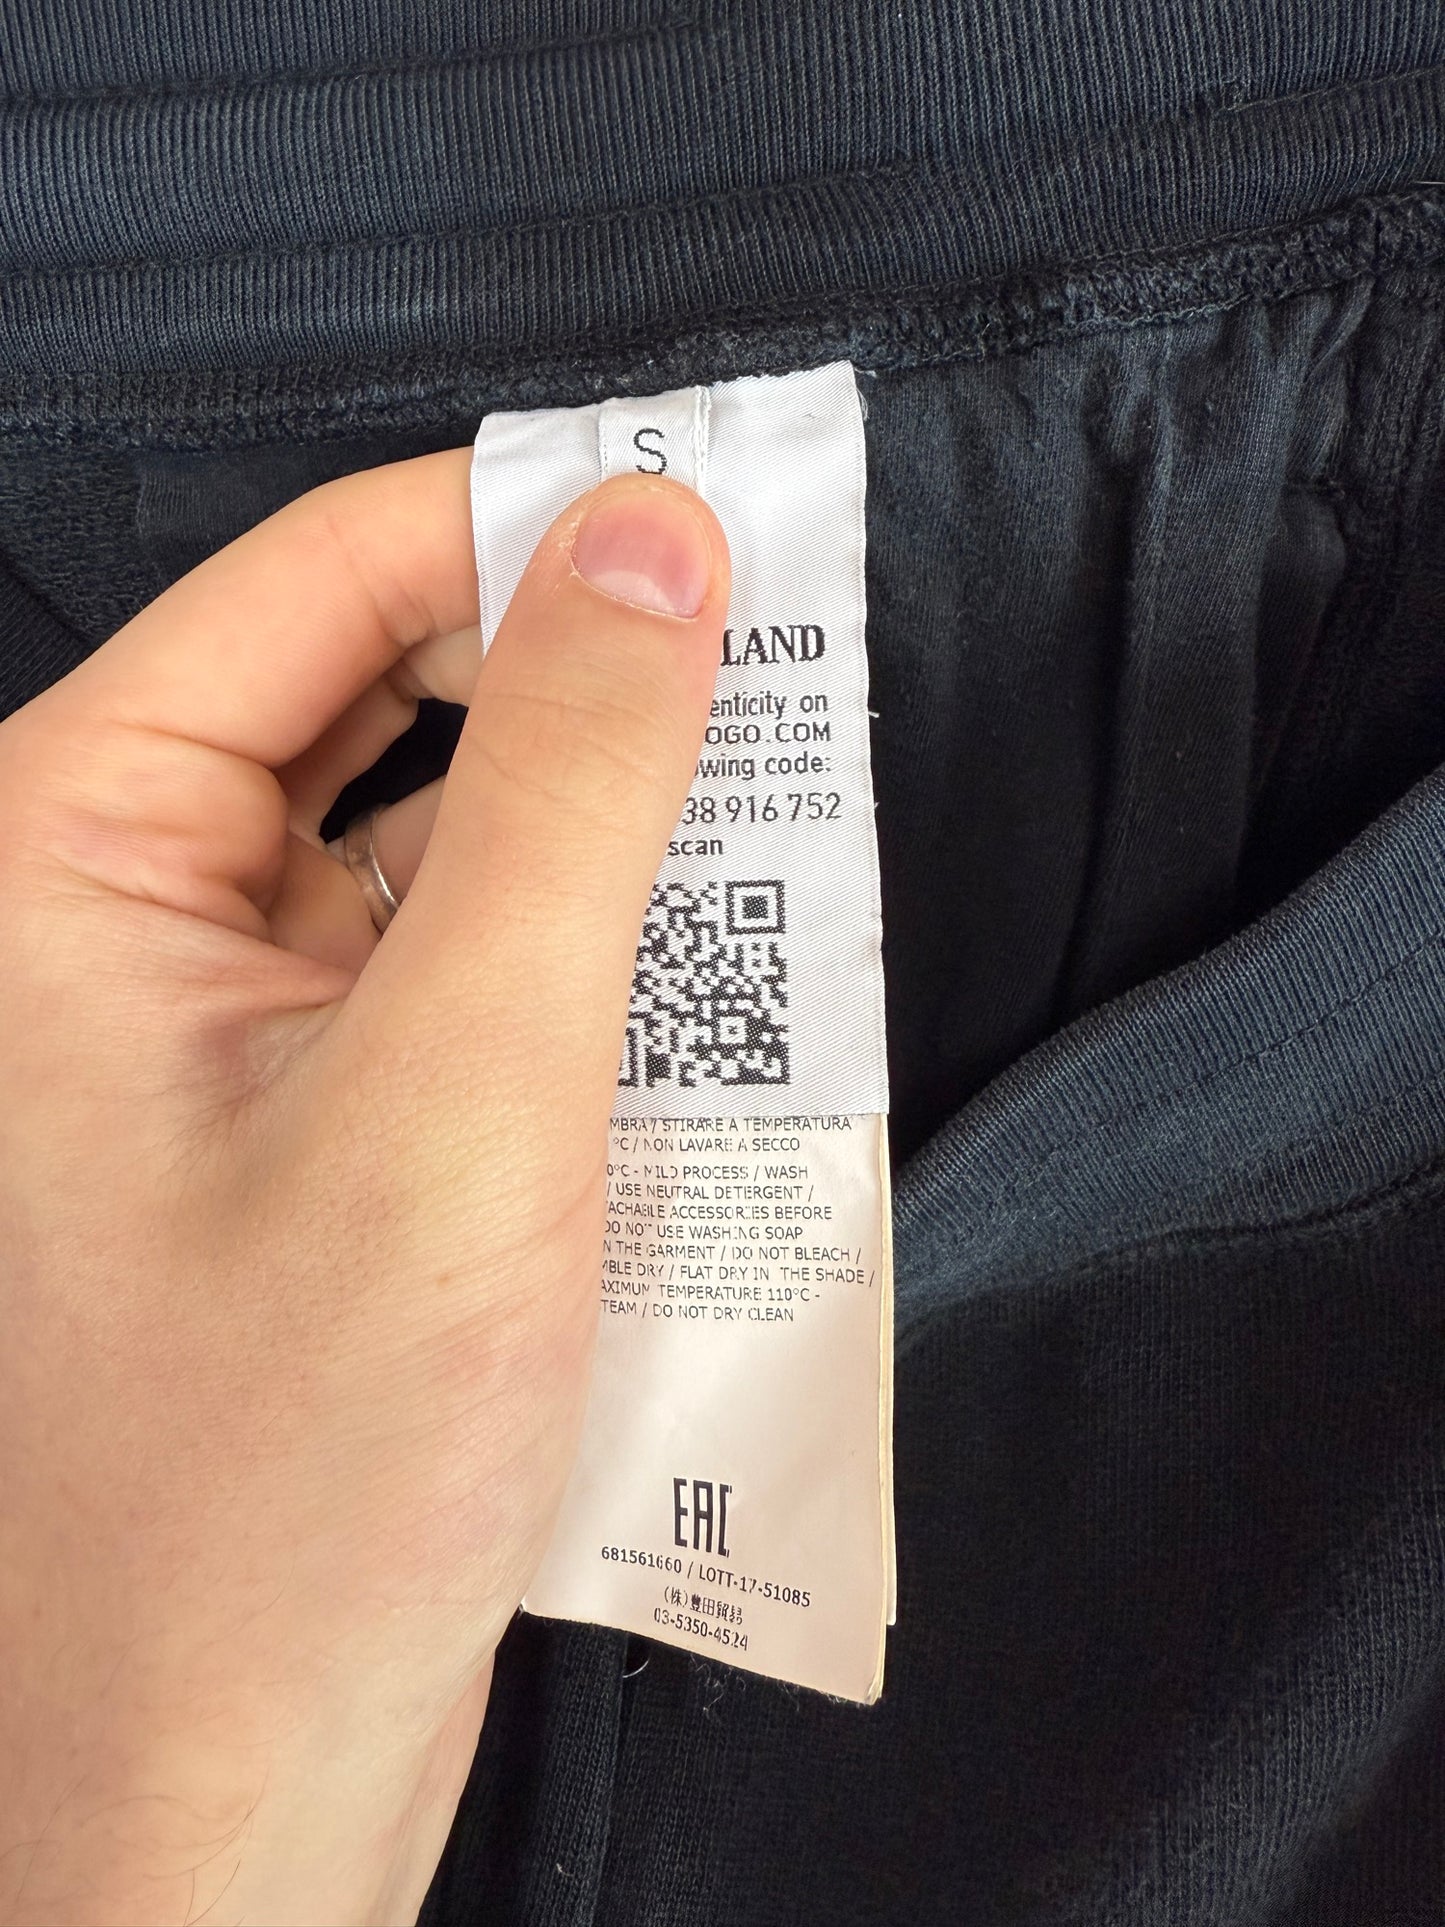 S
LAND
enticity on
OGO.COM
wing code:
38 916 752
scan
MBRA / STIRARE A TEMPERATURA
°C / NON LAVARE A SECCO
0°C - MILD PROCESS / WASH
/ USE NEUTRAL DETERGENT /
TACHABLE ACCESSORIES BEFORE
DO NOT USE WASHING SOAP
N THE GARMENT / DO NOT BLEACH /
MBLE DRY / FLAT DRY IN THE SHADE /
AXIMUM TEMPERATURE 110°C -
TEAM / DO NOT DRY CLEAN
EAC
681561660 / LOTT-17-51085
(株)豊田貿易
03-5350-4524